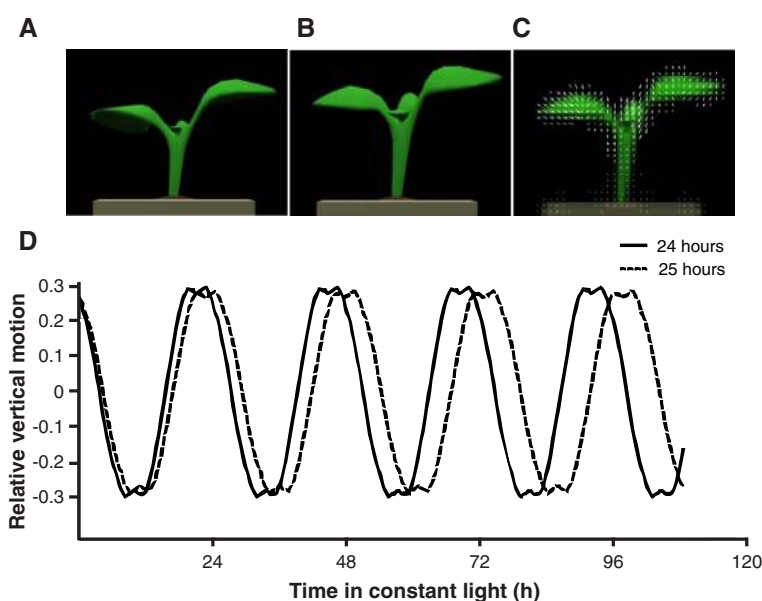 A
B
C
D
24 hours
25 hours
0.3
0.2
0.1
0
-0.1
-0.2
-0.3
Relative vertical motion
24
48
72
96
120
Time in constant light (h)